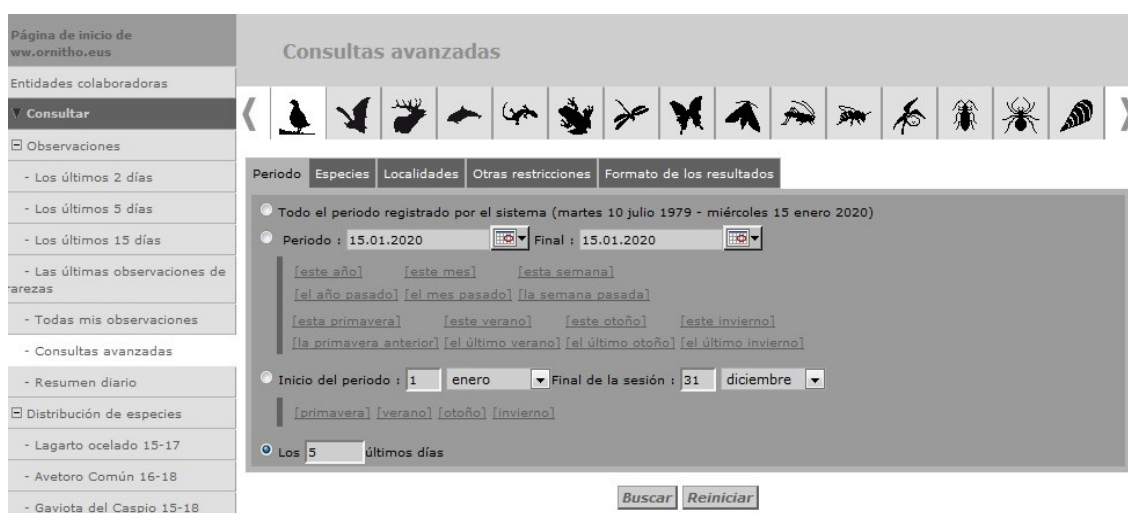 Página de inicio de
ww.ornitho.eus
Entidades colaboradoras
Consultar
Observaciones
- Los últimos 2 días
- Los últimos 5 días
- Los últimos 15 días
- Las últimas observaciones de
arezas
- Todas mis observaciones
- Consultas avanzadas
- Resumen diario
Distribución de especies
- Lagarto ocelado 15-17
- Avetoro Común 16-18
- Gaviota del Caspio 15-18
Consultas avanzadas
Periodo Especies Localidades Otras restricciones Formato de los resultados
Todo el periodo registrado por el sistema (martes 10 julio 1979 - miércoles 15 enero 2020)
Periodo : 15.01.2020 Final : 15.01.2020
[este año] [este mes] [esta semana]
[el año pasado] [el mes pasado] [la semana pasada]
[esta primavera] [este verano] [este otoño] [este invierno]
[la primavera anterior] [el último verano] [el último otoño] [el último invierno]
Inicio del periodo : 1 enero Final de la sesión : 31 diciembre
[primavera] [verano] [otoño] [invierno]
Los 5 últimos días
Buscar Reiniciar